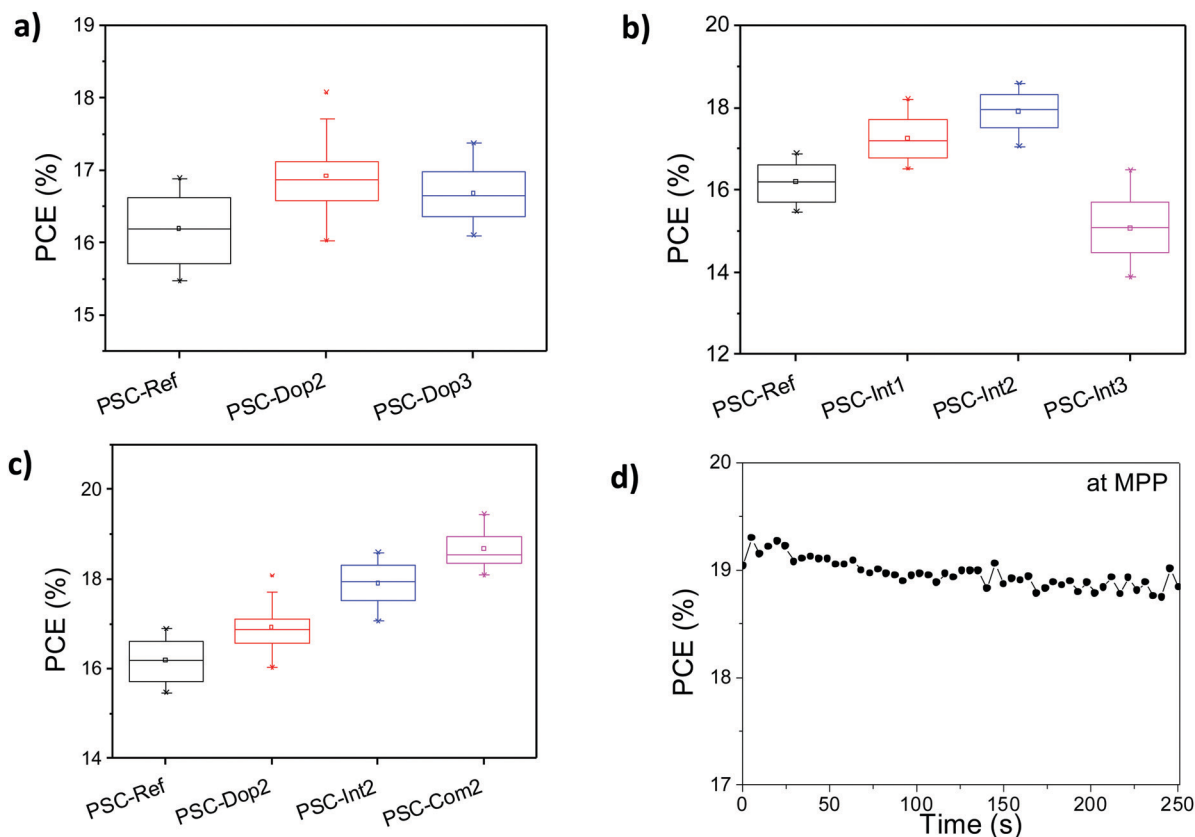 a)
19
18
17
16
15
PCE (%)
PSC-Ref
PSC-Dop2
PSC-Dop3
b)
20
18
16
14
12
PCE (%)
PSC-Ref
PSC-Int1
PSC-Int2
PSC-Int3
c)
20
18
16
14
PCE (%)
PSC-Ref
PSC-Dop2
PSC-Int2
PSC-Com2
d)
at MPP
20
19
18
17
PCE (%)
0
50
100
150
200
250
Time (s)